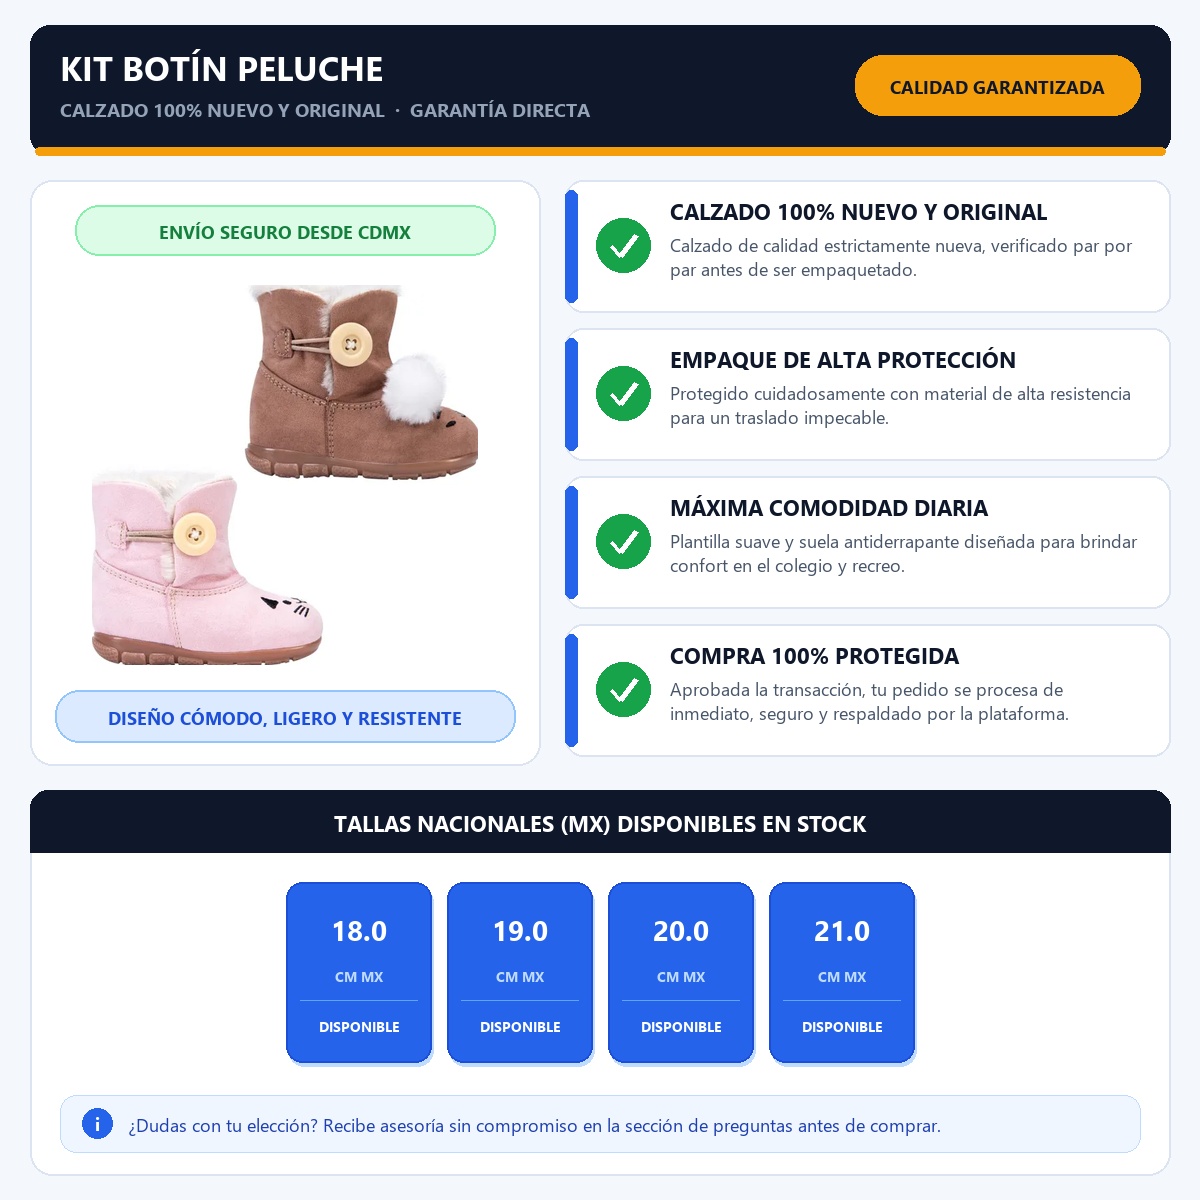 KIT BOTÍN PELUCHE
CALZADO 100% NUEVO Y ORIGINAL · GARANTÍA DIRECTA
CALIDAD GARANTIZADA
ENVÍO SEGURO DESDE CDMX
DISEÑO CÓMODO, LIGERO Y RESISTENTE
CALZADO 100% NUEVO Y ORIGINAL
Calzado de calidad estrictamente nueva, verificado par por
par antes de ser empaquetado.
EMPAQUE DE ALTA PROTECCIÓN
Protegido cuidadosamente con material de alta resistencia
para un traslado impecable.
MÁXIMA COMODIDAD DIARIA
Plantilla suave y suela antiderrapante diseñada para brindar
confort en el colegio y recreo.
COMPRA 100% PROTEGIDA
Aprobada la transacción, tu pedido se procesa de
inmediato, seguro y respaldado por la plataforma.
TALLAS NACIONALES (MX) DISPONIBLES EN STOCK
18.0
CM MX
DISPONIBLE
19.0
CM MX
DISPONIBLE
20.0
CM MX
DISPONIBLE
21.0
CM MX
DISPONIBLE
¿Dudas con tu elección? Recibe asesoría sin compromiso en la sección de preguntas antes de comprar.